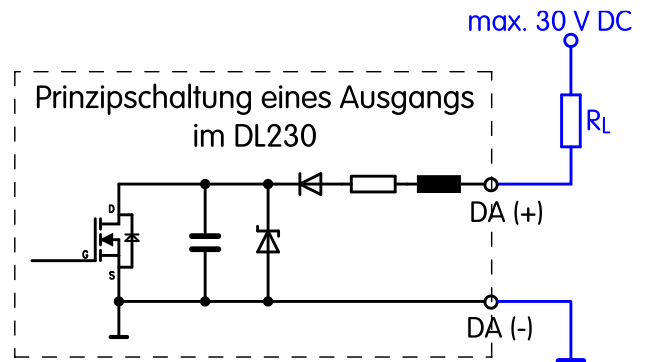 max. 30 V DC
Prinzipschaltung eines Ausgangs
im DL230
RL
D
DA (+)
G
S
DA (-)